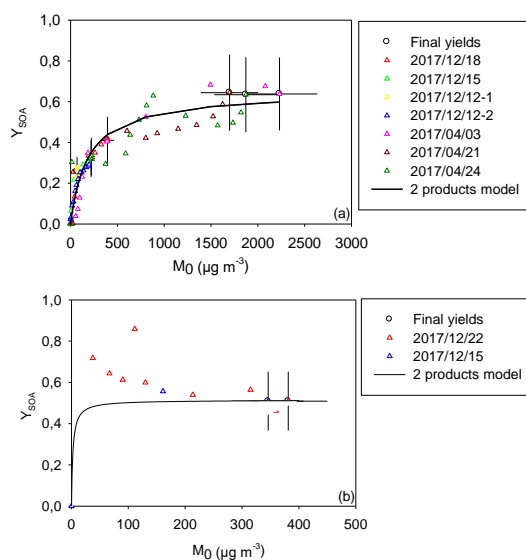 1,0
0,8
0,6
0,4
0,2
0,0
Y_SOA
0 500 1000 1500 2000 2500 3000
M0 (µg m-3)
(a)
Final yields
2017/12/18
2017/12/15
2017/12/12-1
2017/12/12-2
2017/04/03
2017/04/21
2017/04/24
2 products model
1,0
0,8
0,6
0,4
0,2
0,0
Y_SOA
0 100 200 300 400 500
M0 (µg m-3)
(b)
Final yields
2017/12/22
2017/12/15
2 products model